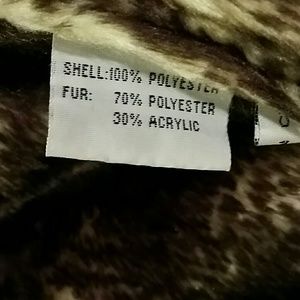 SHELL:100% POLYESTER
FUR: 70% POLYESTER
30% ACRYLIC